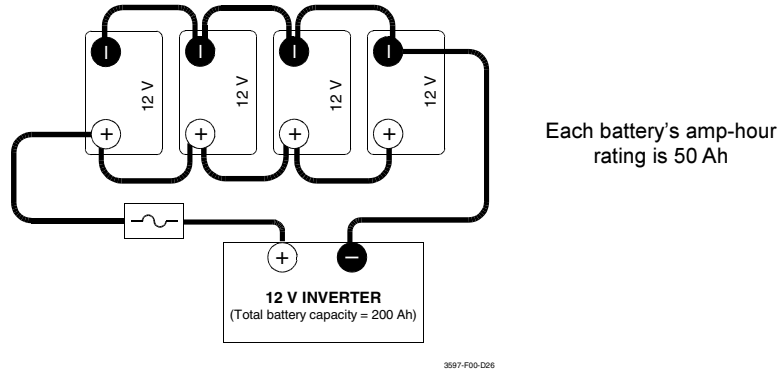 12 V
12 V
12 V
12 V
Each battery’s amp-hour
rating is 50 Ah
12 V INVERTER
(Total battery capacity = 200 Ah)
3597-F00-D26